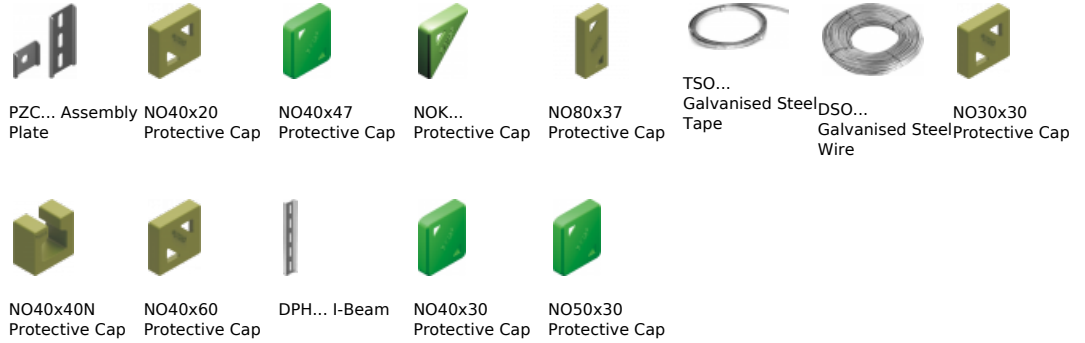 PZC... Assembly
Plate
NO40x20
Protective Cap
NO40x47
Protective Cap
NOK...
Protective Cap
NO80x37
Protective Cap
TSO...
Galvanised Steel
Tape
DSO...
Galvanised Steel
Wire
NO30x30
Protective Cap
NO40x40N
Protective Cap
NO40x60
Protective Cap
DPH... I-Beam
NO40x30
Protective Cap
NO50x30
Protective Cap